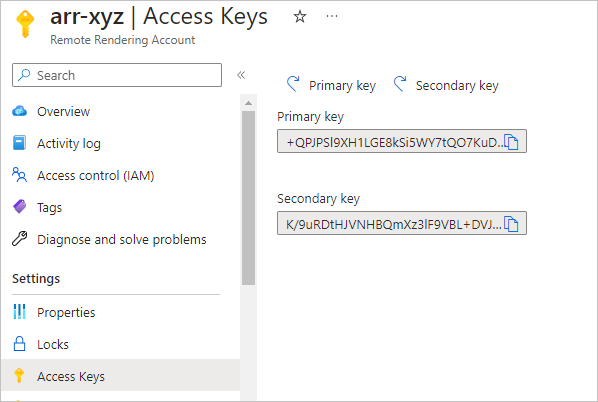 arr-xyz | Access Keys
Remote Rendering Account
Search
Overview
Activity log
Access control (IAM)
Tags
Diagnose and solve problems
Settings
Properties
Locks
Access Keys
Primary key Secondary key
Primary key
+QPJPSl9XH1LGE8kSi5WY7tQO7KuD...
Secondary key
K/9uRDtHJVNHBQmXz3lF9VBL+DVJ...